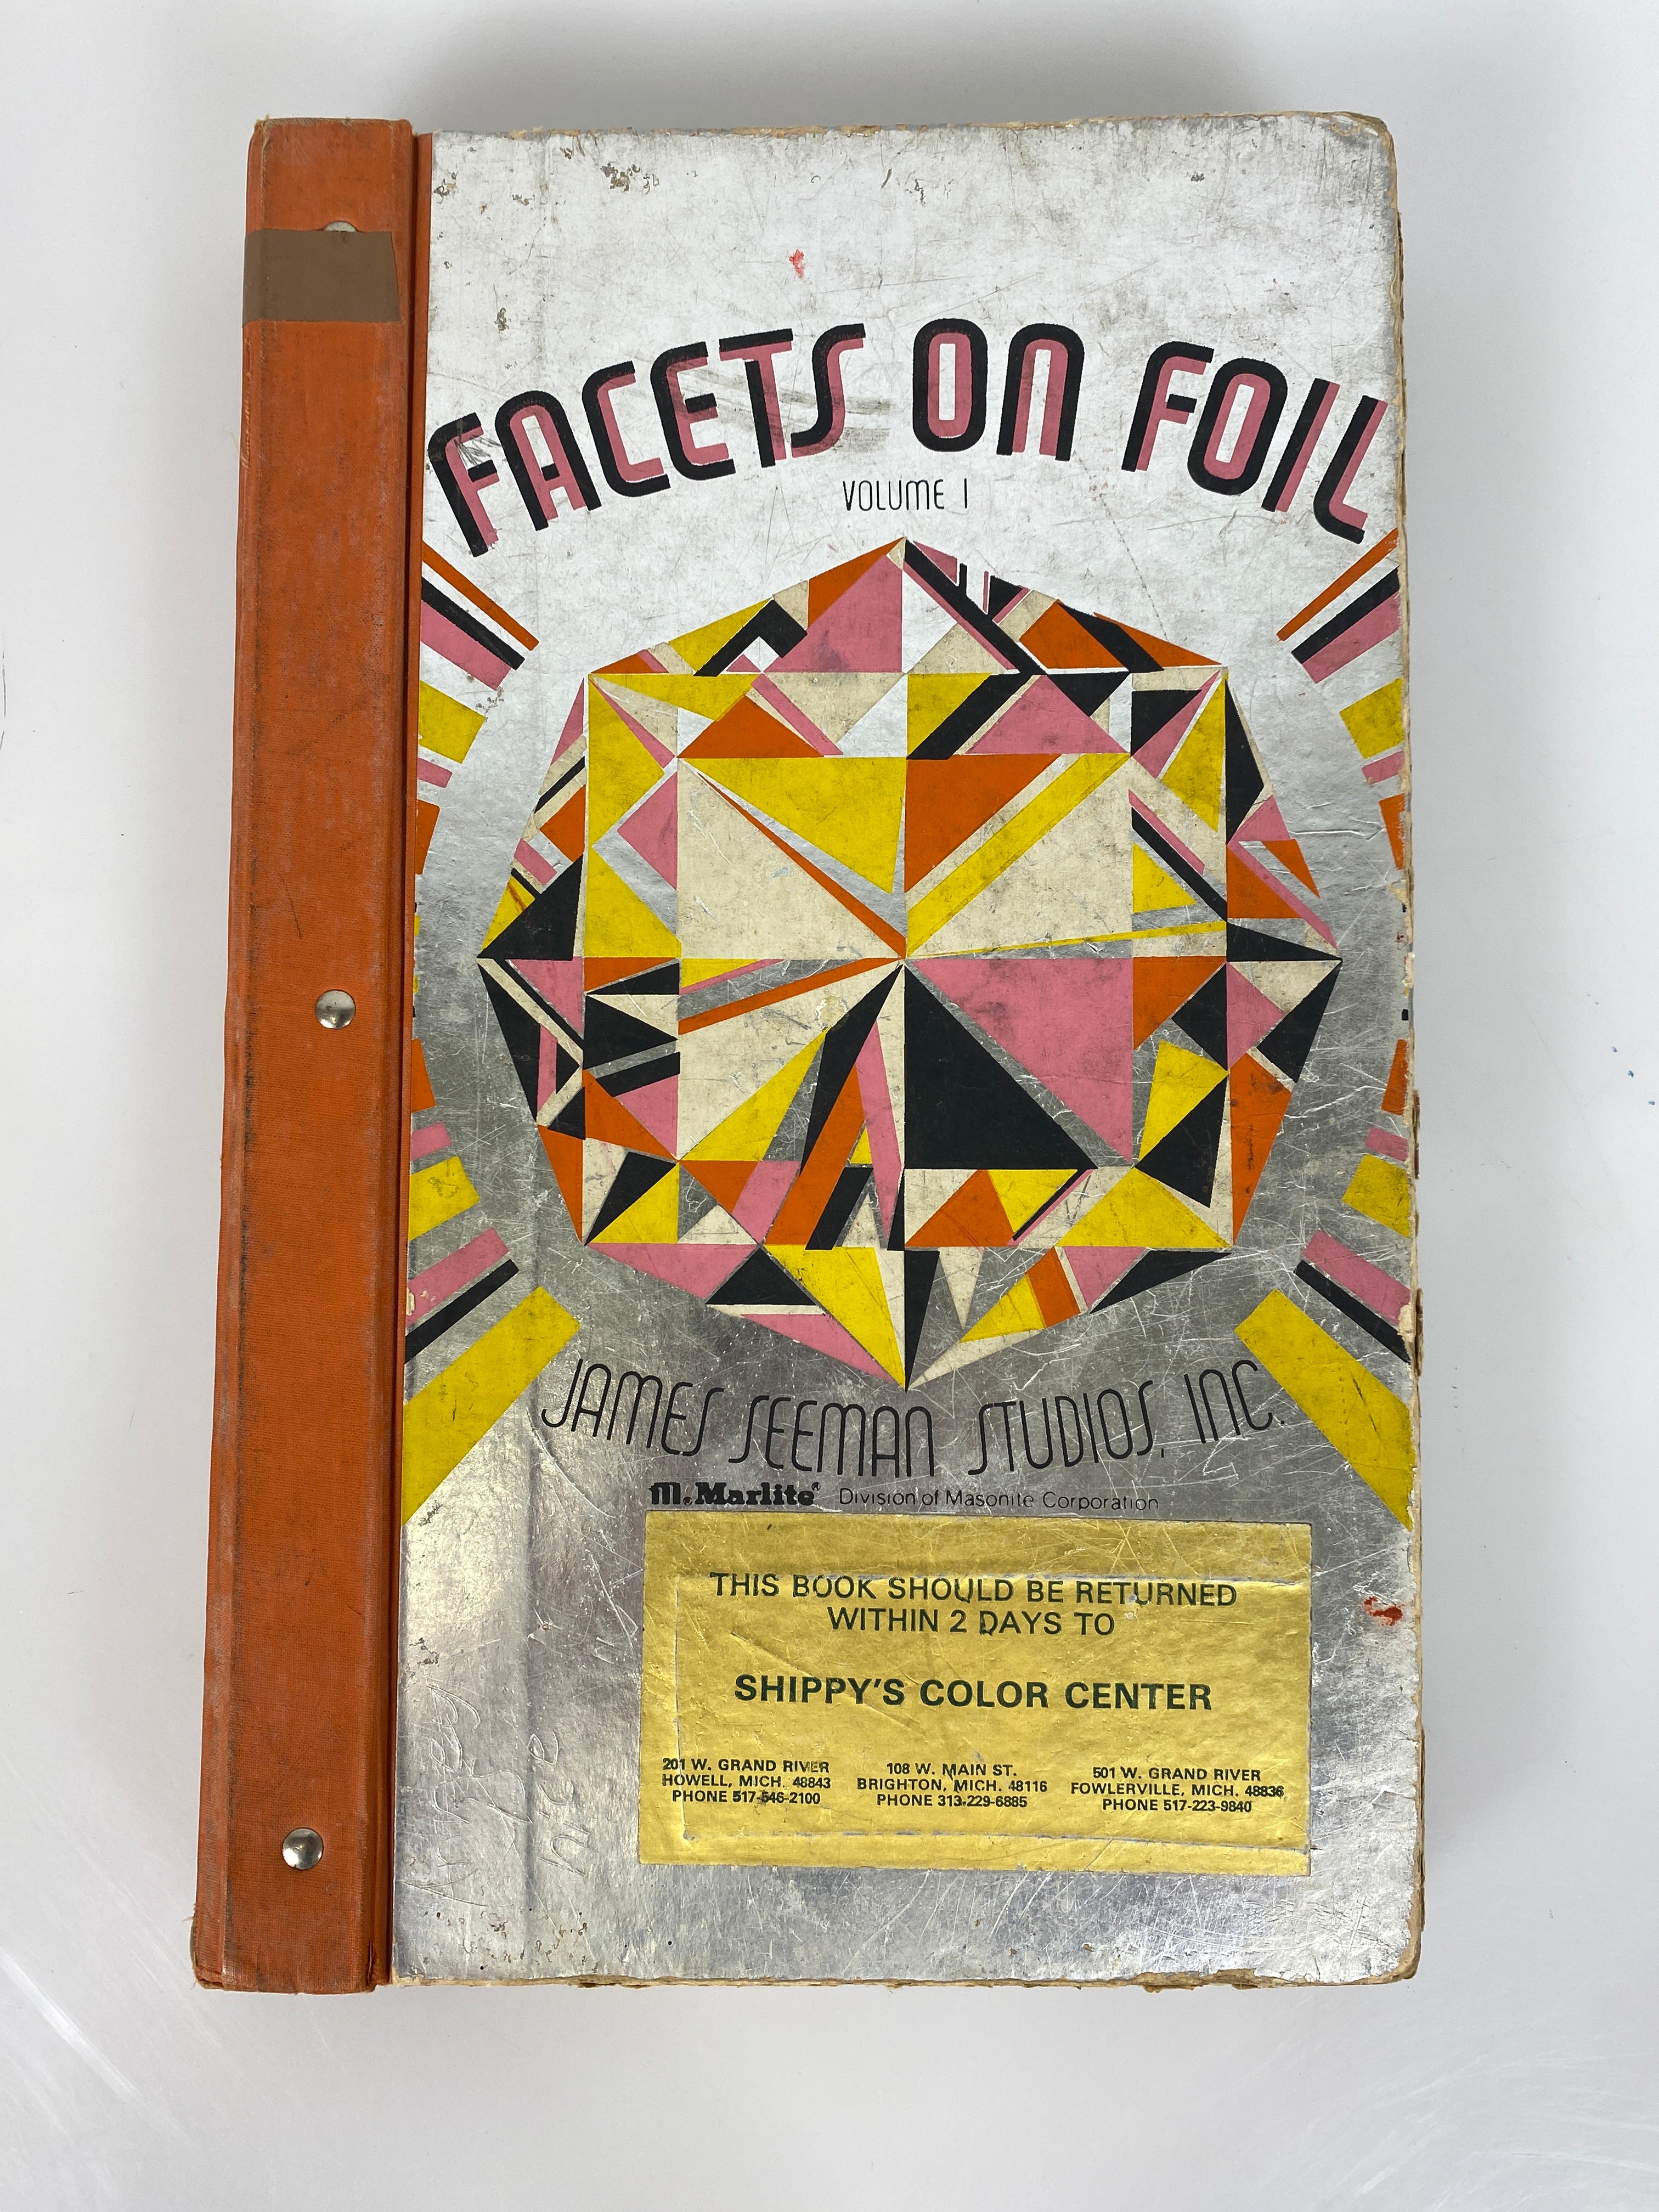 FACETS ON FOIL
VOLUME I
JAMES SEEMAN STUDIOS, INC.
m. Marlite® Division of Masonite Corporation
THIS BOOK SHOULD BE RETURNED
WITHIN 2 DAYS TO
SHIPPY'S COLOR CENTER
201 W. GRAND RIVER
HOWELL, MICH. 48843
PHONE 517-546-2100
108 W. MAIN ST.
BRIGHTON, MICH. 48116
PHONE 313-229-6885
501 W. GRAND RIVER
FOWLERVILLE, MICH. 48836
PHONE 517-223-9840